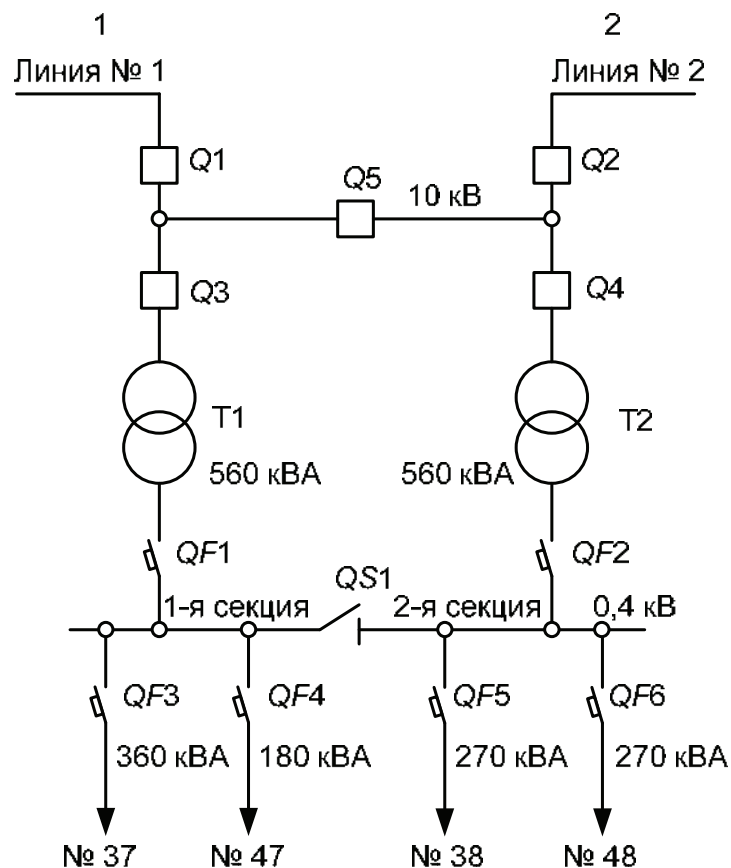 1
2
Линия № 1
Линия № 2
Q1
Q2
Q5
10 кВ
Q3
Q4
Т1
Т2
560 кВА
560 кВА
QF1
QF2
QS1
1-я секция
2-я секция
0,4 кВ
QF3
QF4
QF5
QF6
360 кВА
180 кВА
270 кВА
270 кВА
№ 37
№ 47
№ 38
№ 48